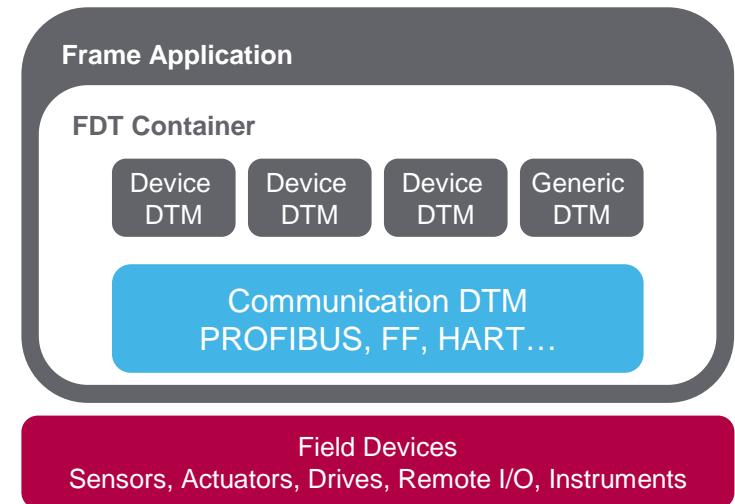 Frame Application
FDT Container
Device DTM
Device DTM
Device DTM
Generic DTM
Communication DTM
PROFIBUS, FF, HART…
Field Devices
Sensors, Actuators, Drives, Remote I/O, Instruments